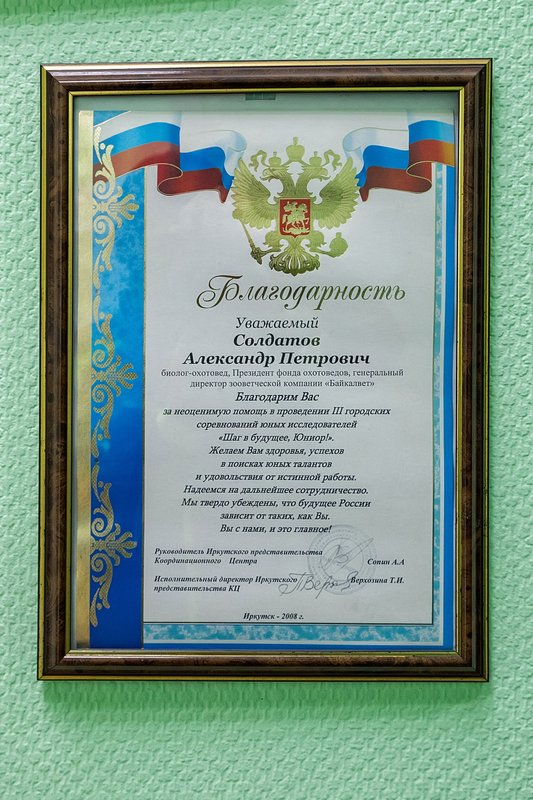 Благодарность
Уважаемый
Солдатов
Александр Петрович
биолог-охотовед, Президент фонда охотоведов, генеральный
директор зооветческой компании «Байкалвет»
Благодарим Вас
за неоценимую помощь в проведении III городских
соревнований юных исследователей
«Шаг в будущее, Юниор!».
Желаем Вам здоровья, успехов
в поисках юных талантов
и удовольствия от истинной работы.
Надеемся на дальнейшее сотрудничество.
Мы твердо убеждены, что будущее России
зависит от таких, как Вы.
Вы с нами, и это главное!
Руководитель Иркутского представительства
Координационного Центра Сопин А.А
Исполнительный директор Иркутского Верхозина Т.И.
представительства КЦ
Иркутск - 2008 г.